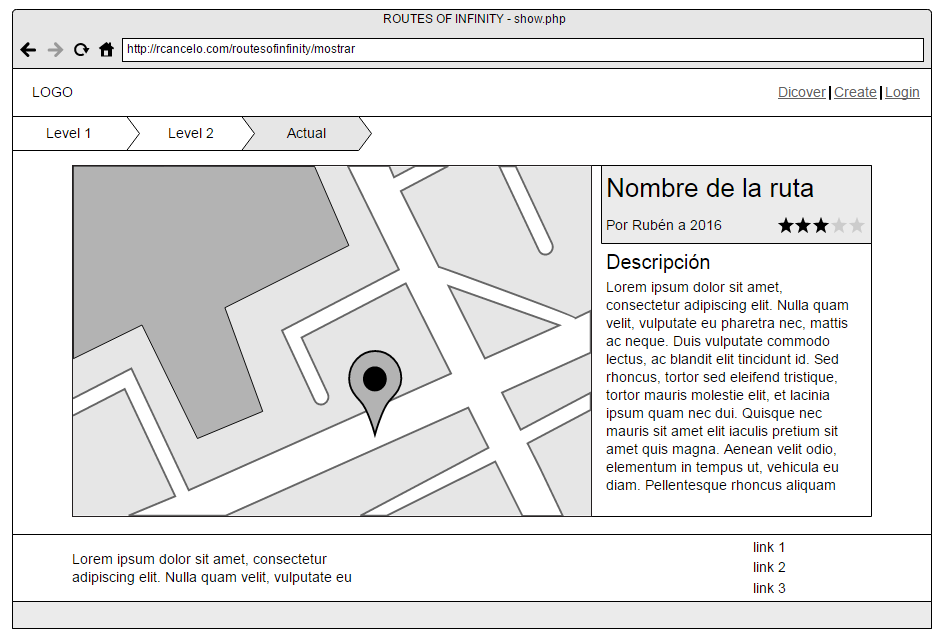 ROUTES OF INFINITY - show.php
http://rcancelo.com/routesofinfinity/mostrar
LOGO
Dicover | Create | Login
Level 1
Level 2
Actual
Nombre de la ruta
Por Rubén a 2016
Descripción
Lorem ipsum dolor sit amet,
consectetur adipiscing elit. Nulla quam
velit, vulputate eu pharetra nec, mattis
ac neque. Duis vulputate commodo
lectus, ac blandit elit tincidunt id. Sed
rhoncus, tortor sed eleifend tristique,
tortor mauris molestie elit, et lacinia
ipsum quam nec dui. Quisque nec
mauris sit amet elit iaculis pretium sit
amet quis magna. Aenean velit odio,
elementum in tempus ut, vehicula eu
diam. Pellentesque rhoncus aliquam
Lorem ipsum dolor sit amet, consectetur
adipiscing elit. Nulla quam velit, vulputate eu
link 1
link 2
link 3